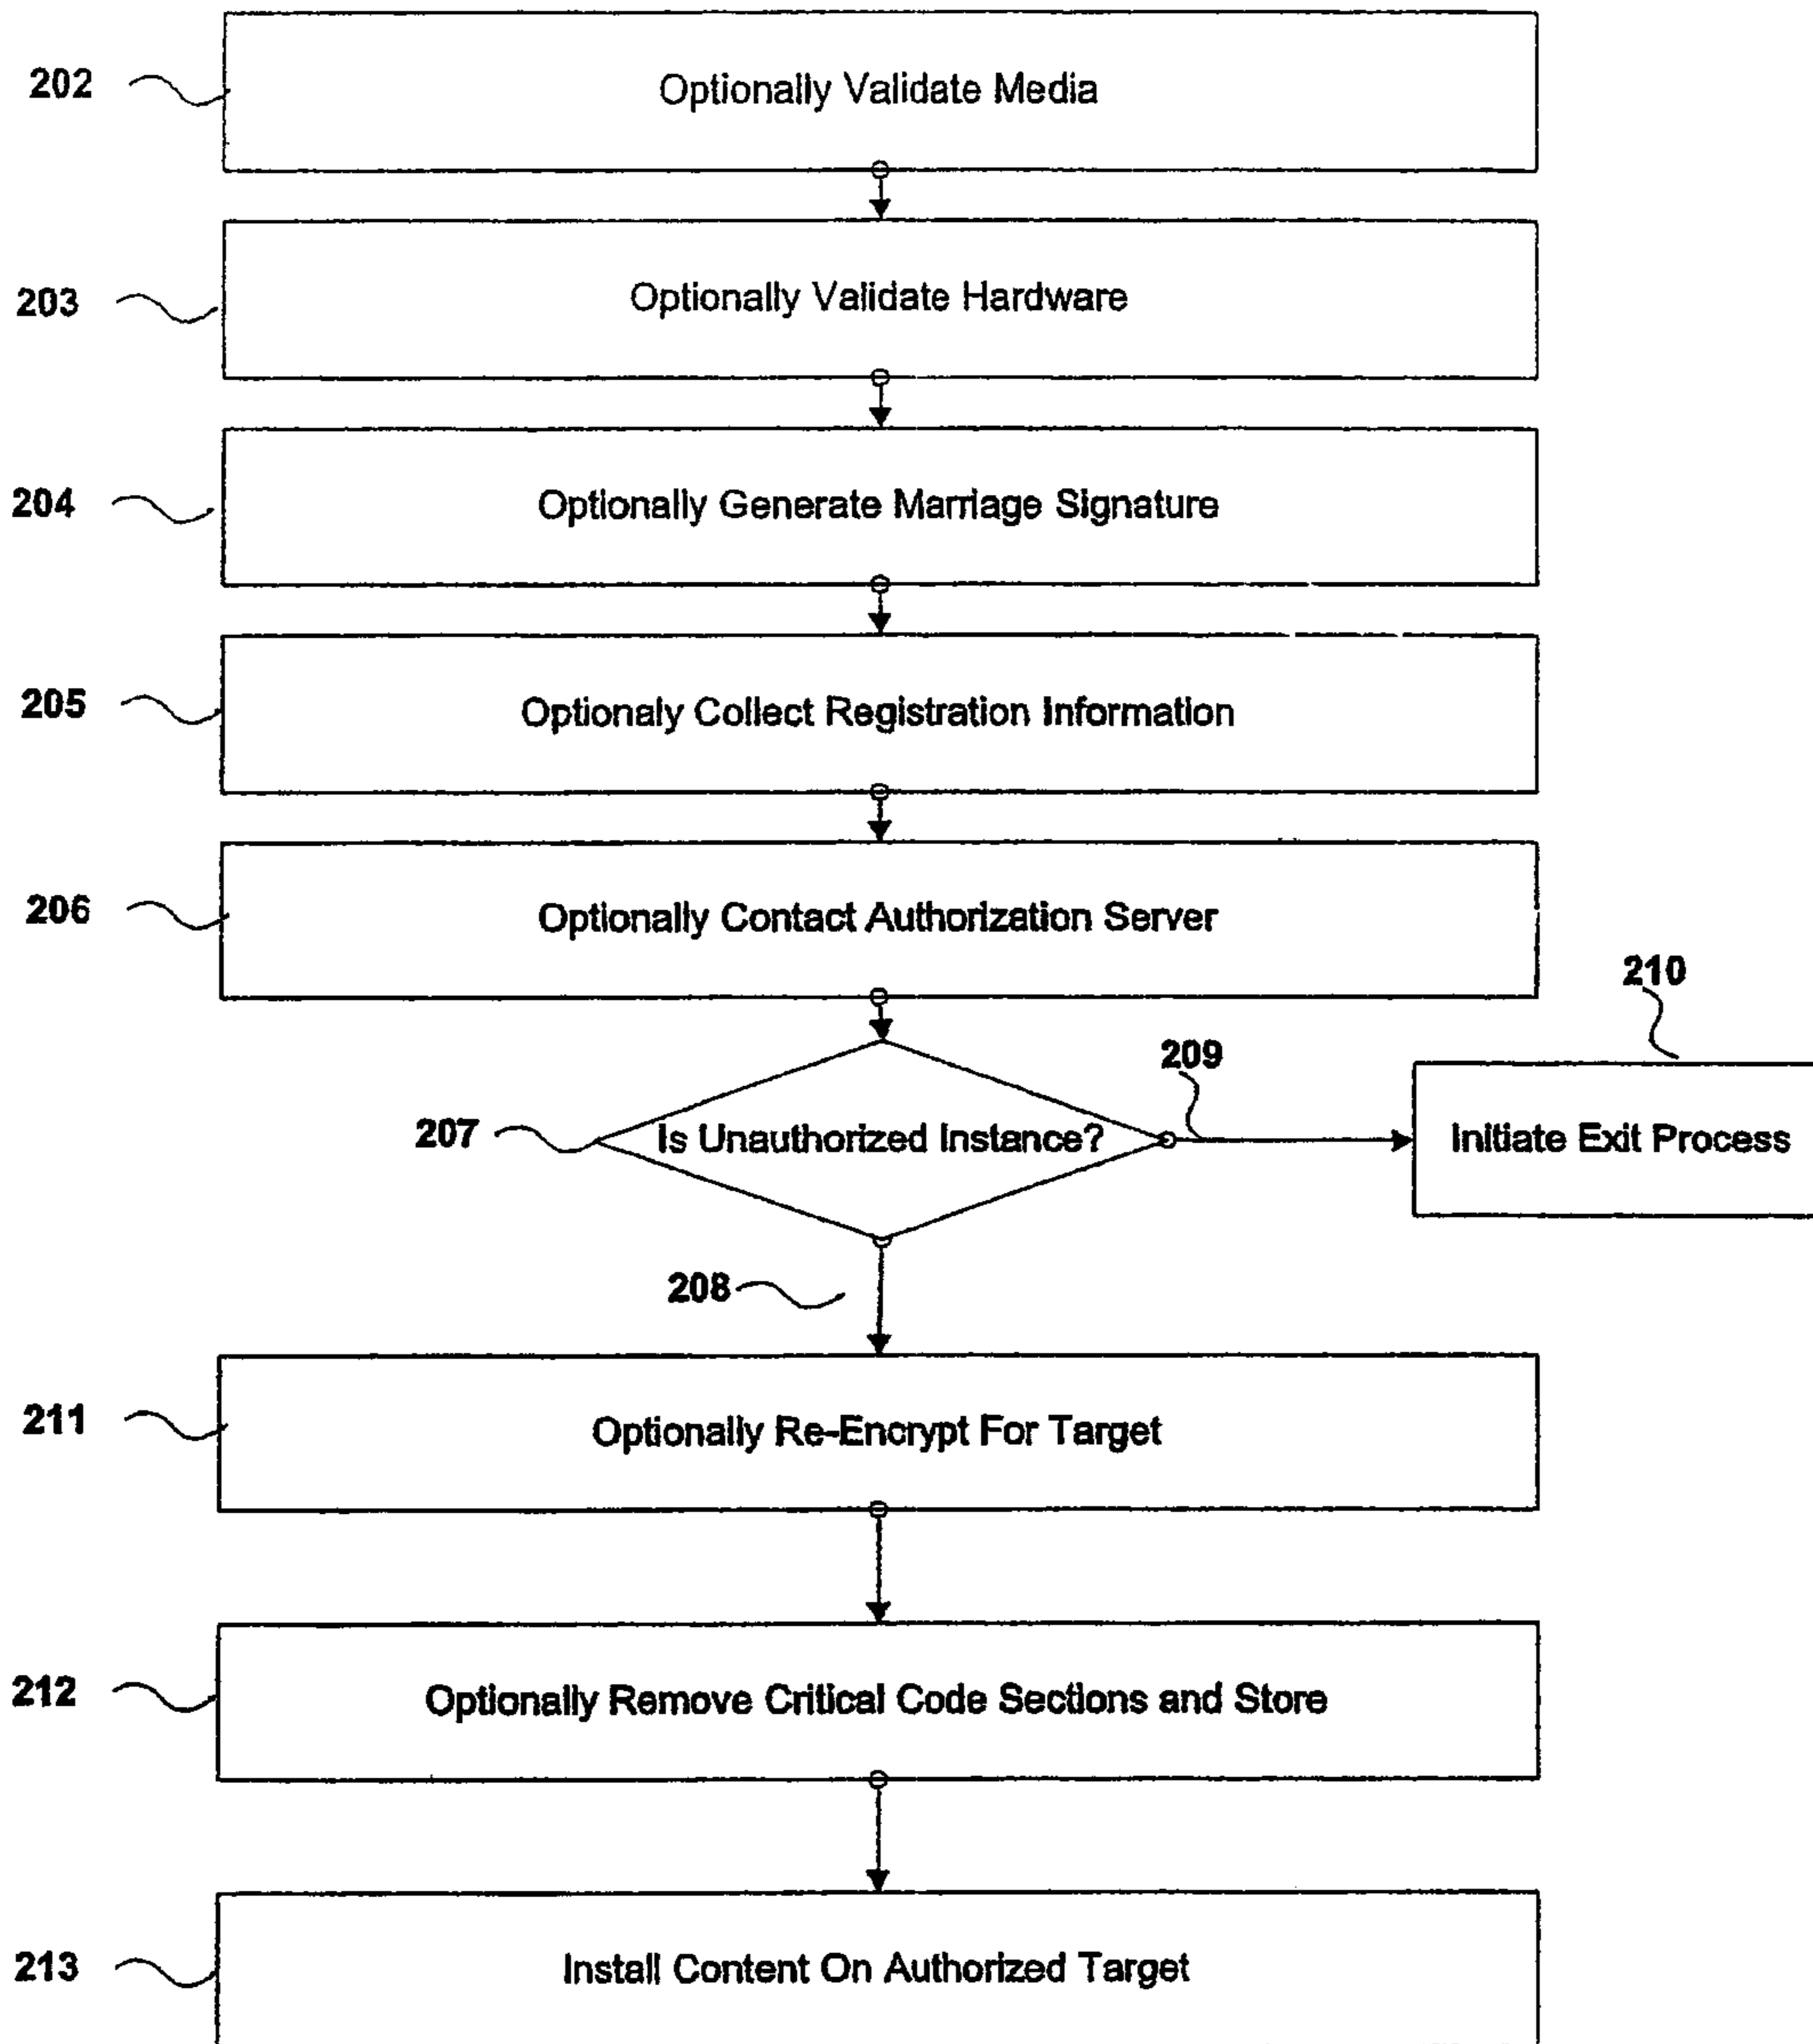 202 Optionally Validate Media
203 Optionally Validate Hardware
204 Optionally Generate Marriage Signature
205 Optionaly Collect Registration Information
206 Optionally Contact Authorization Server
210
209
207 Is Unauthorized Instance? Initiate Exit Process
208
211 Optionally Re-Encrypt For Target
212 Optionally Remove Critical Code Sections and Store
213 Install Content On Authorized Target